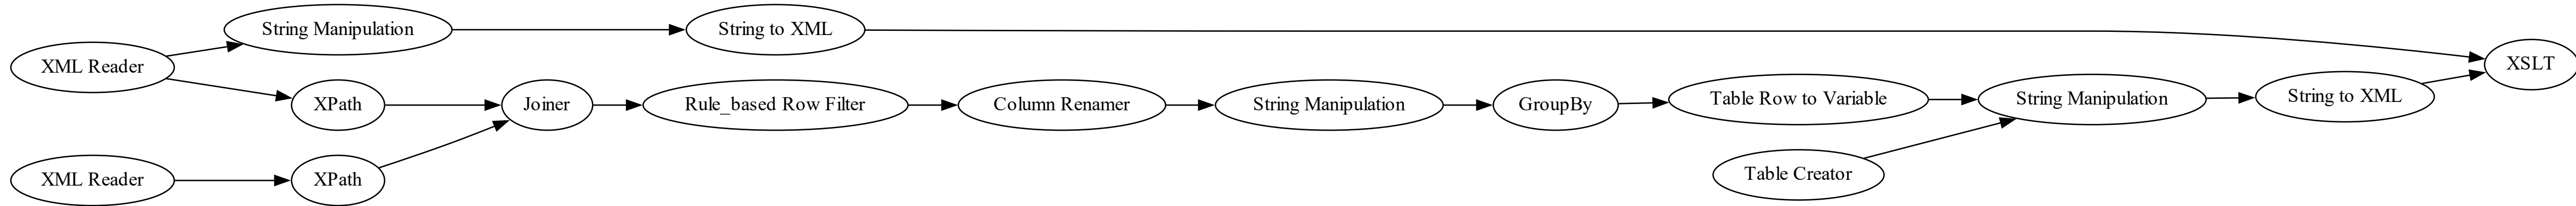 String Manipulation
String to XML
XML Reader
XSLT
XPath
Joiner
Rule_based Row Filter
Column Renamer
String Manipulation
GroupBy
Table Row to Variable
String Manipulation
String to XML
XML Reader
XPath
Table Creator